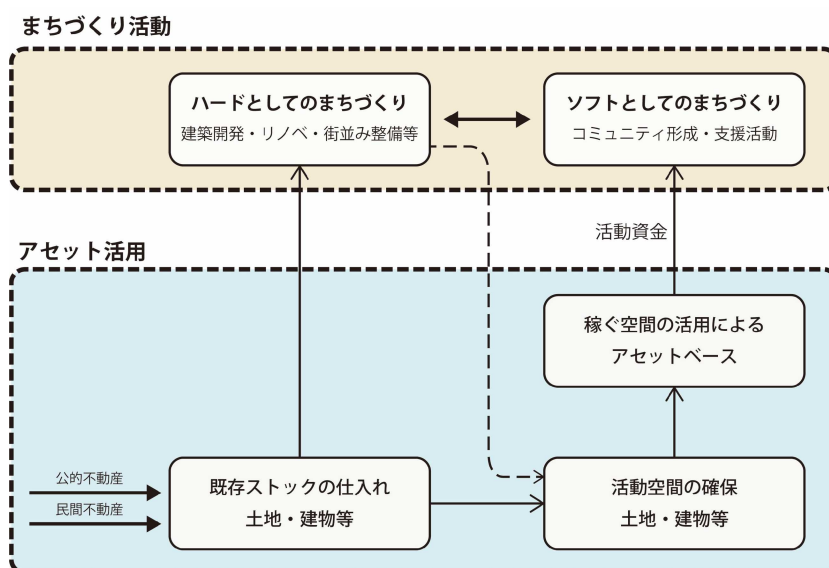 まちづくり活動
ハードとしてのまちづくり
建築開発・リノベ・街並み整備等
ソフトとしてのまちづくり
コミュニティ形成・支援活動
活動資金
アセット活用
稼ぐ空間の活用による
アセットベース
公的不動産
民間不動産
既存ストックの仕入れ
土地・建物等
活動空間の確保
土地・建物等